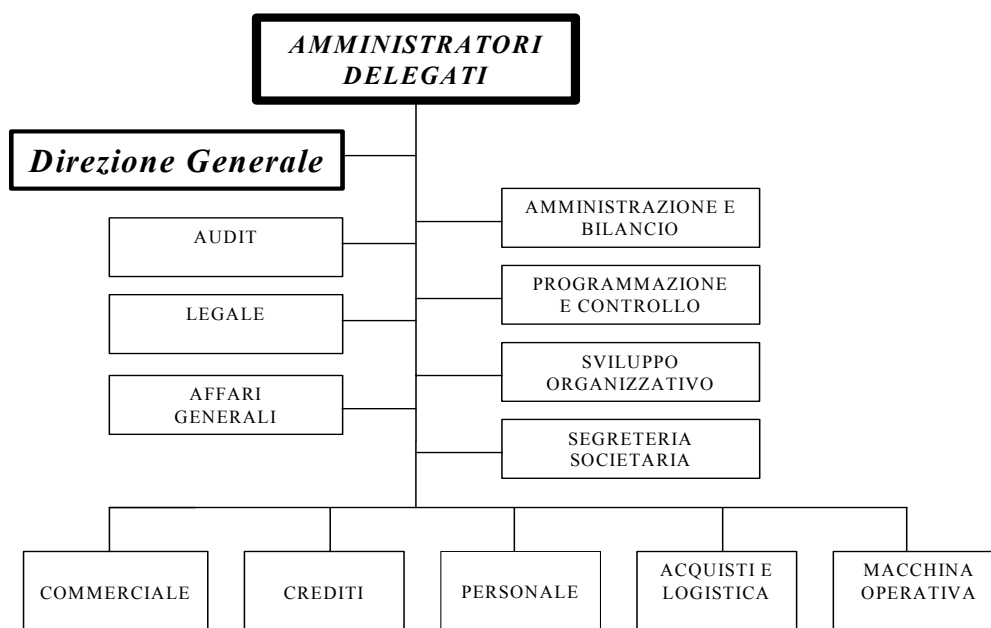 AMMINISTRATORI
DELEGATI
Direzione Generale
AMMINISTRAZIONE E
BILANCIO
AUDIT
PROGRAMMAZIONE
E CONTROLLO
LEGALE
SVILUPPO
ORGANIZZATIVO
AFFARI
GENERALI
SEGRETERIA
SOCIETARIA
COMMERCIALE
CREDITI
PERSONALE
ACQUISTI E
LOGISTICA
MACCHINA
OPERATIVA